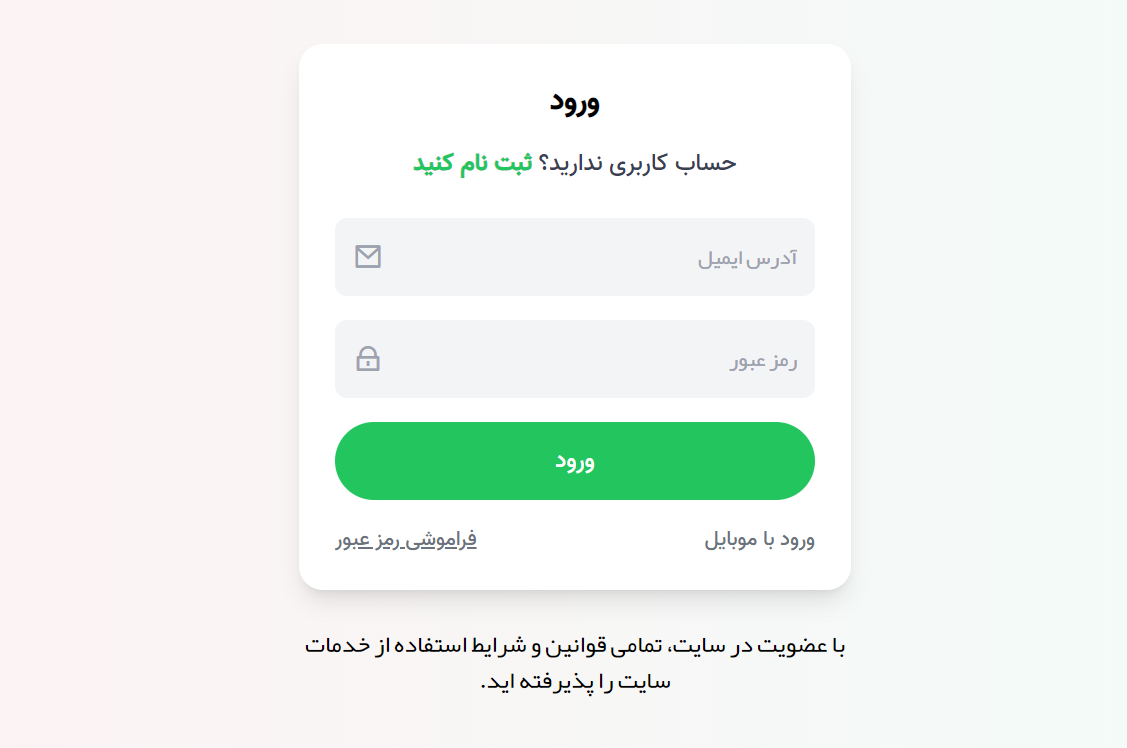 ورود
حساب کاربری ندارید؟ ثبت نام کنید
آدرس ایمیل
رمز عبور
ورود
ورود با موبایل
فراموشی رمز عبور
با عضویت در سایت، تمامی قوانین و شرایط استفاده از خدمات
سایت را پذیرفته اید.